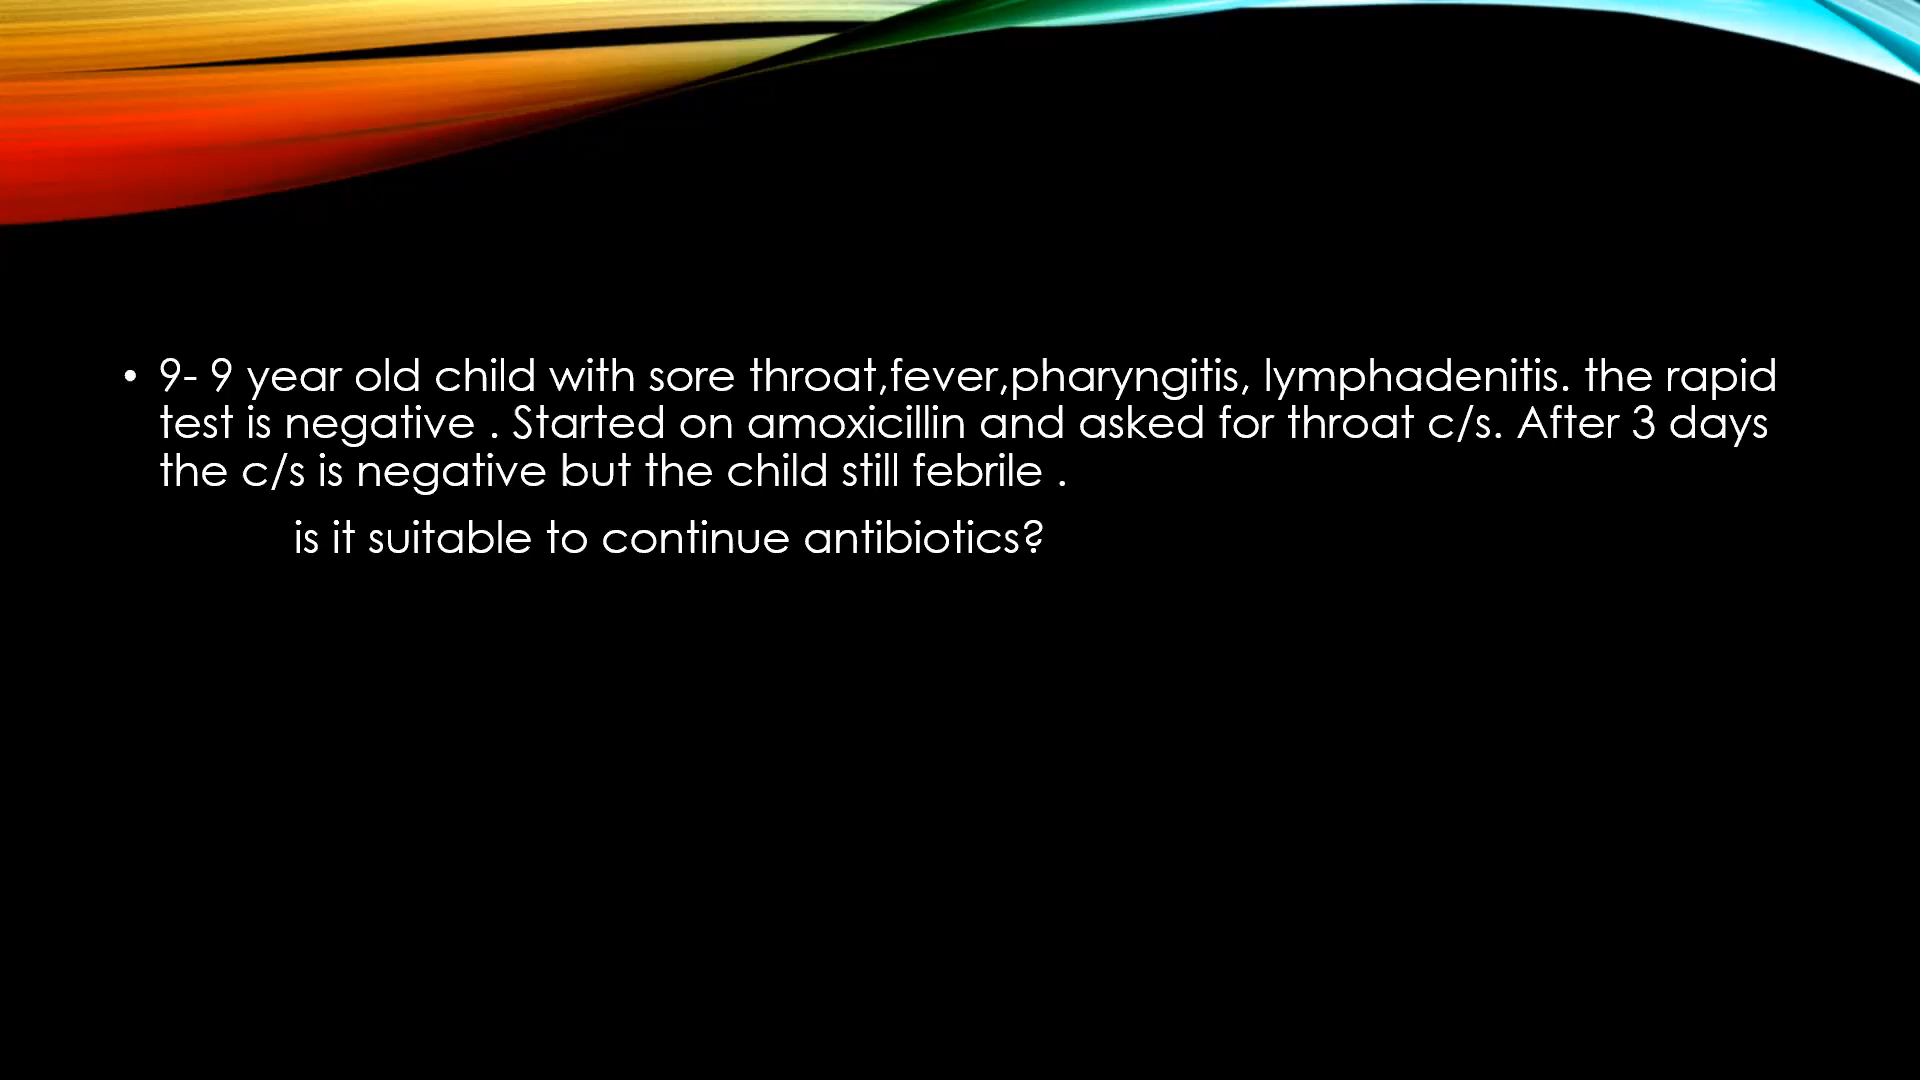 • 9- 9 year old child with sore throat,fever,pharyngitis, lymphadenitis. the rapid
test is negative . Started on amoxicillin and asked for throat c/s. After 3 days
the c/s is negative but the child still febrile .
is it suitable to continue antibiotics?